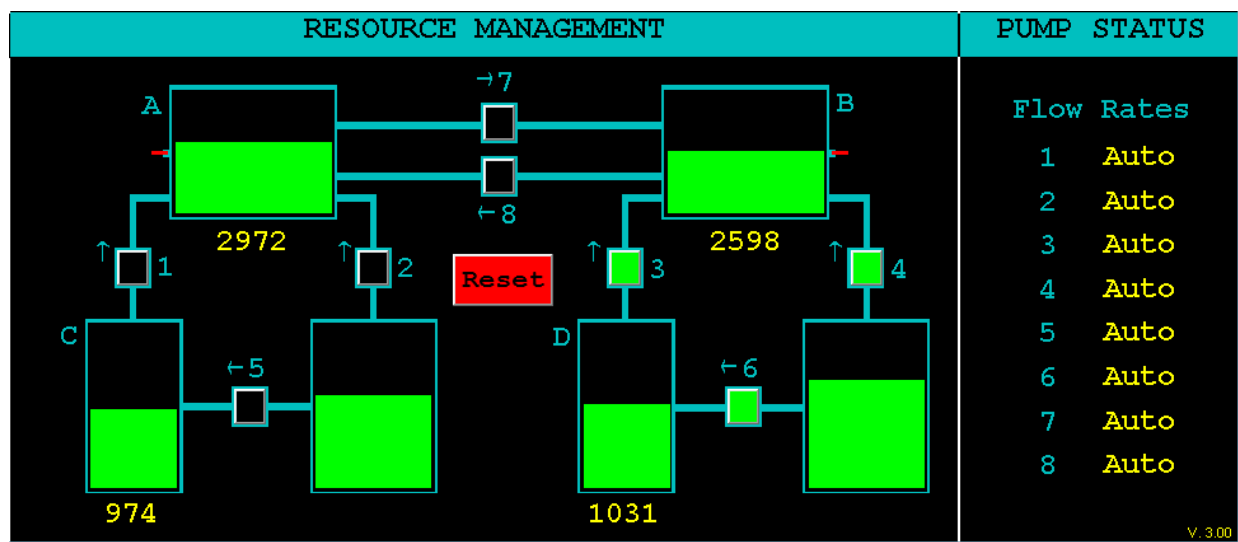 RESOURCE MANAGEMENT
PUMP STATUS
→7
A
B
Flow Rates
1 Auto
2 Auto
3 Auto
4 Auto
5 Auto
6 Auto
7 Auto
8 Auto
←8
2972
2598
↑ 1
↑ 2
Reset
↑ 3
↑ 4
C
D
←5
←6
974
1031
V. 3.00